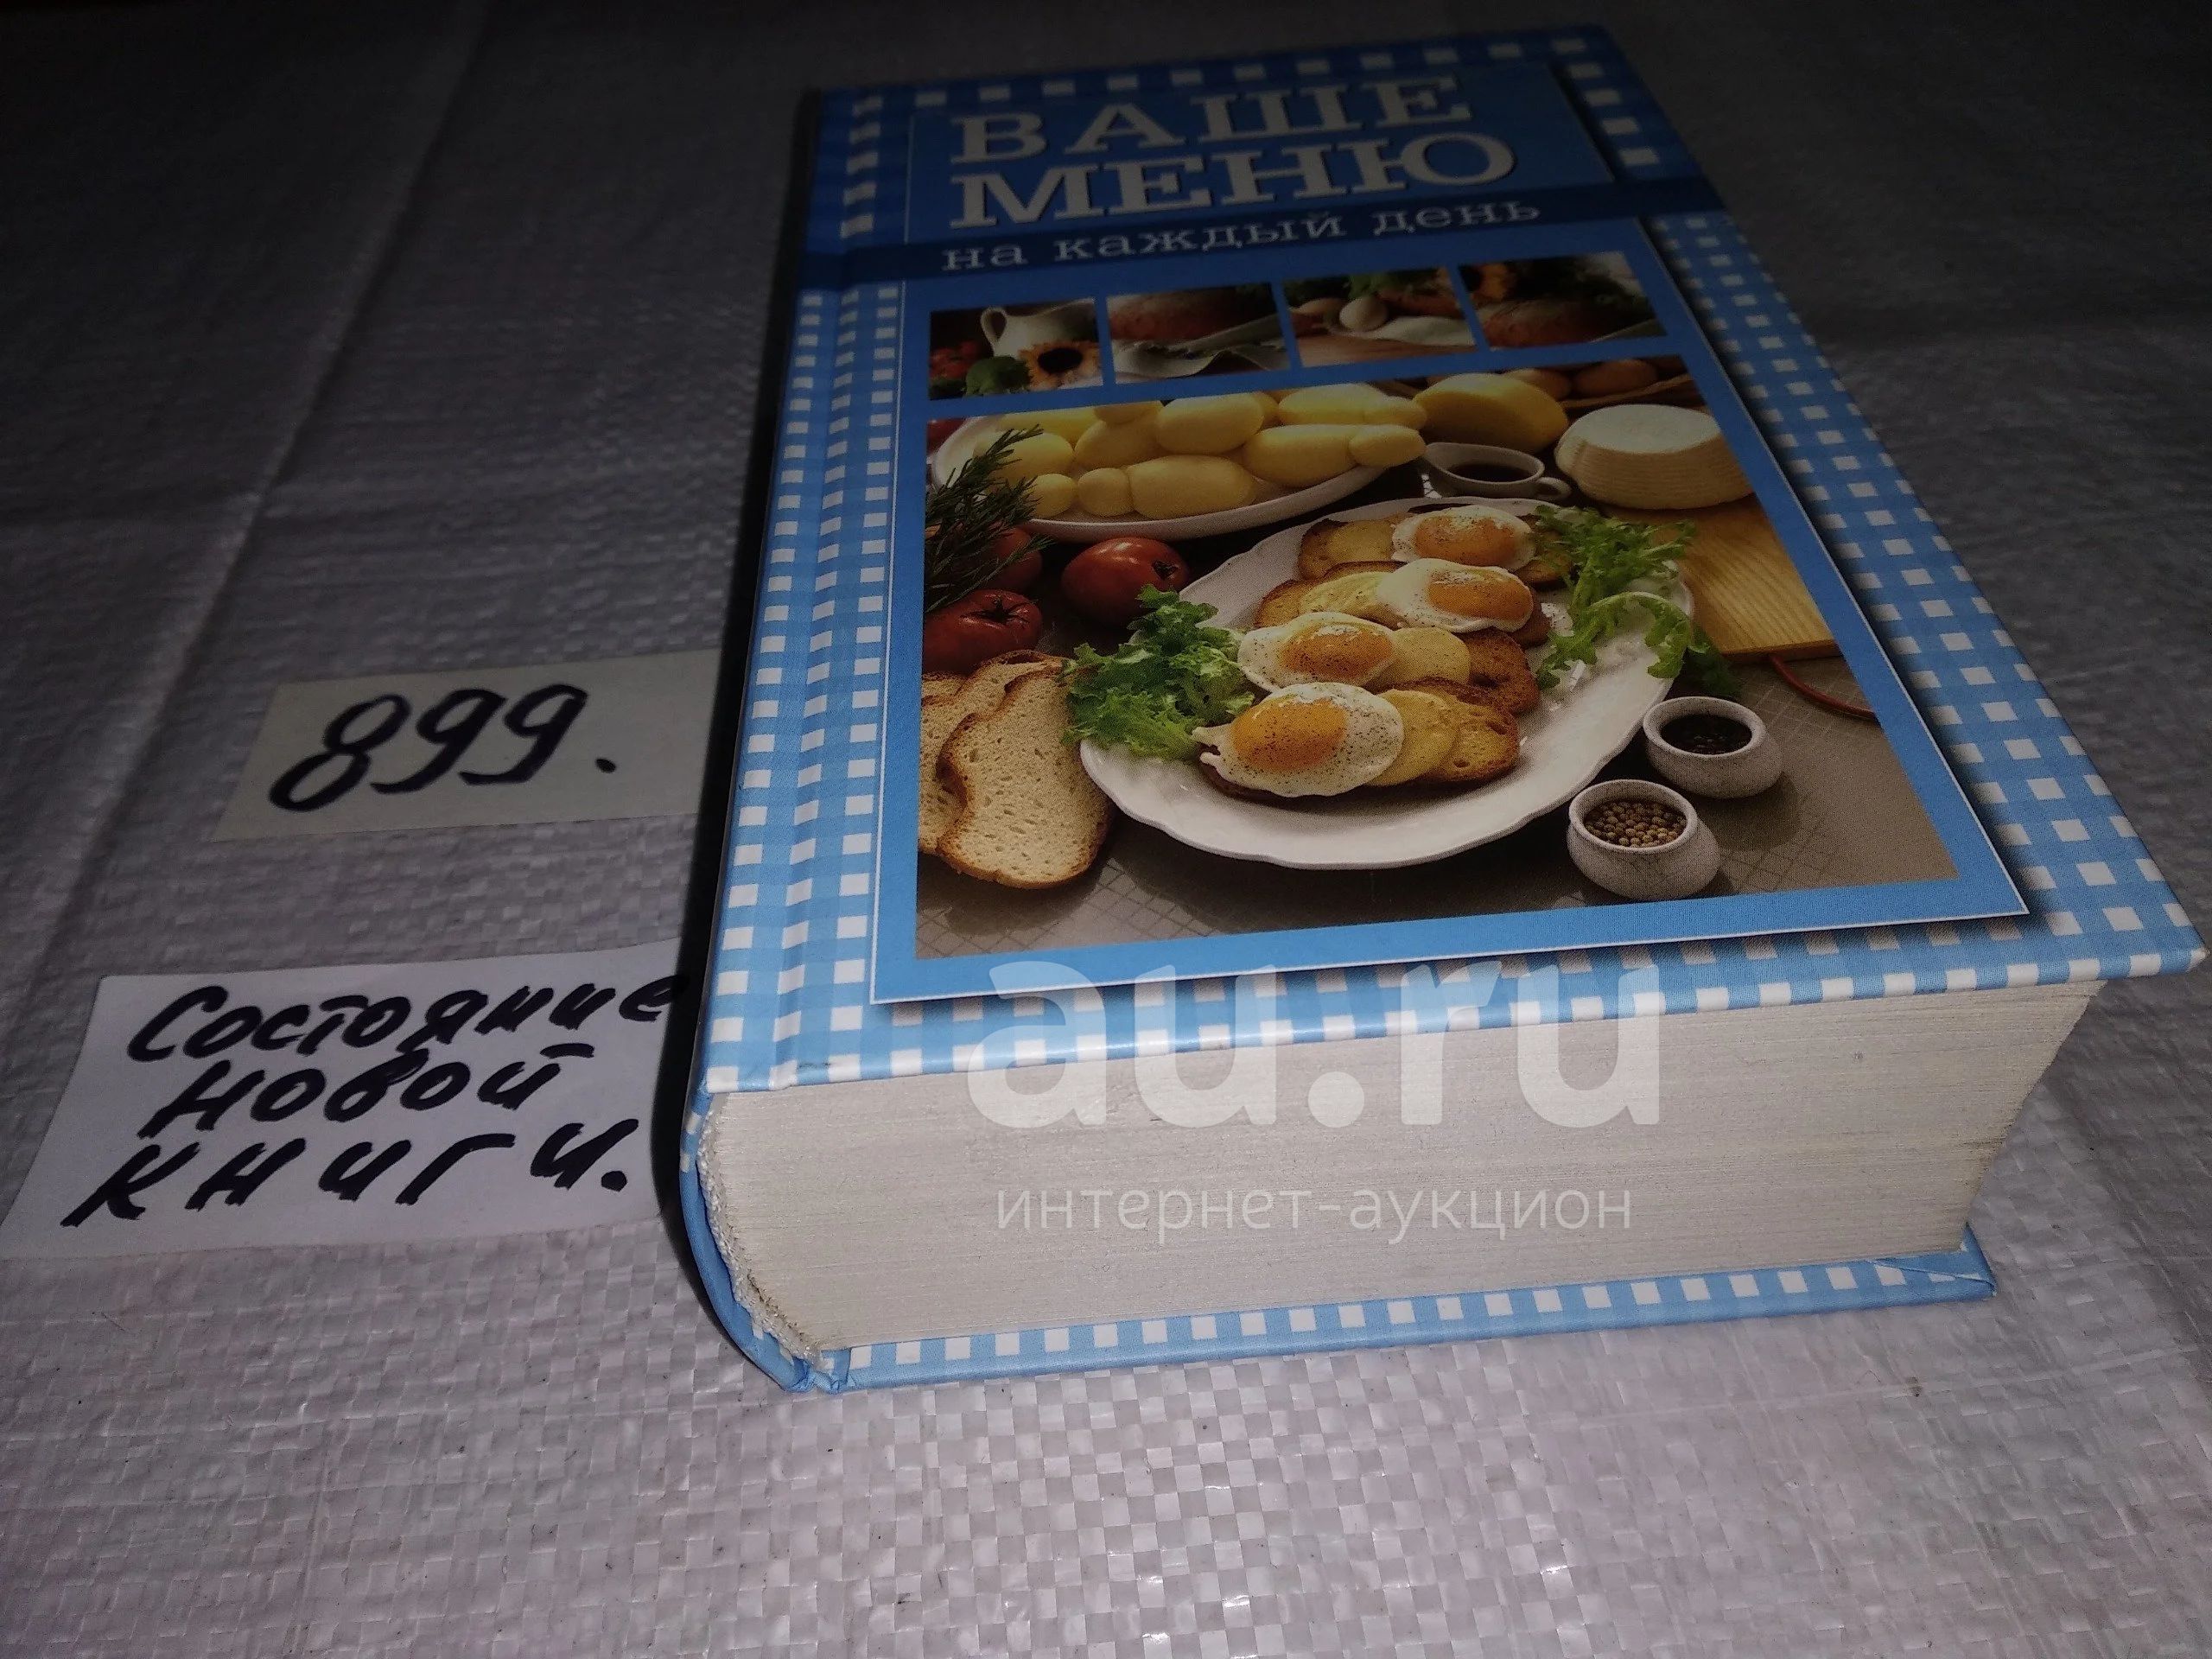 ВАШЕ
МЕНЮ
на каждый день
899.
Состояние
новой
книги.
au.ru
интернет-аукцион